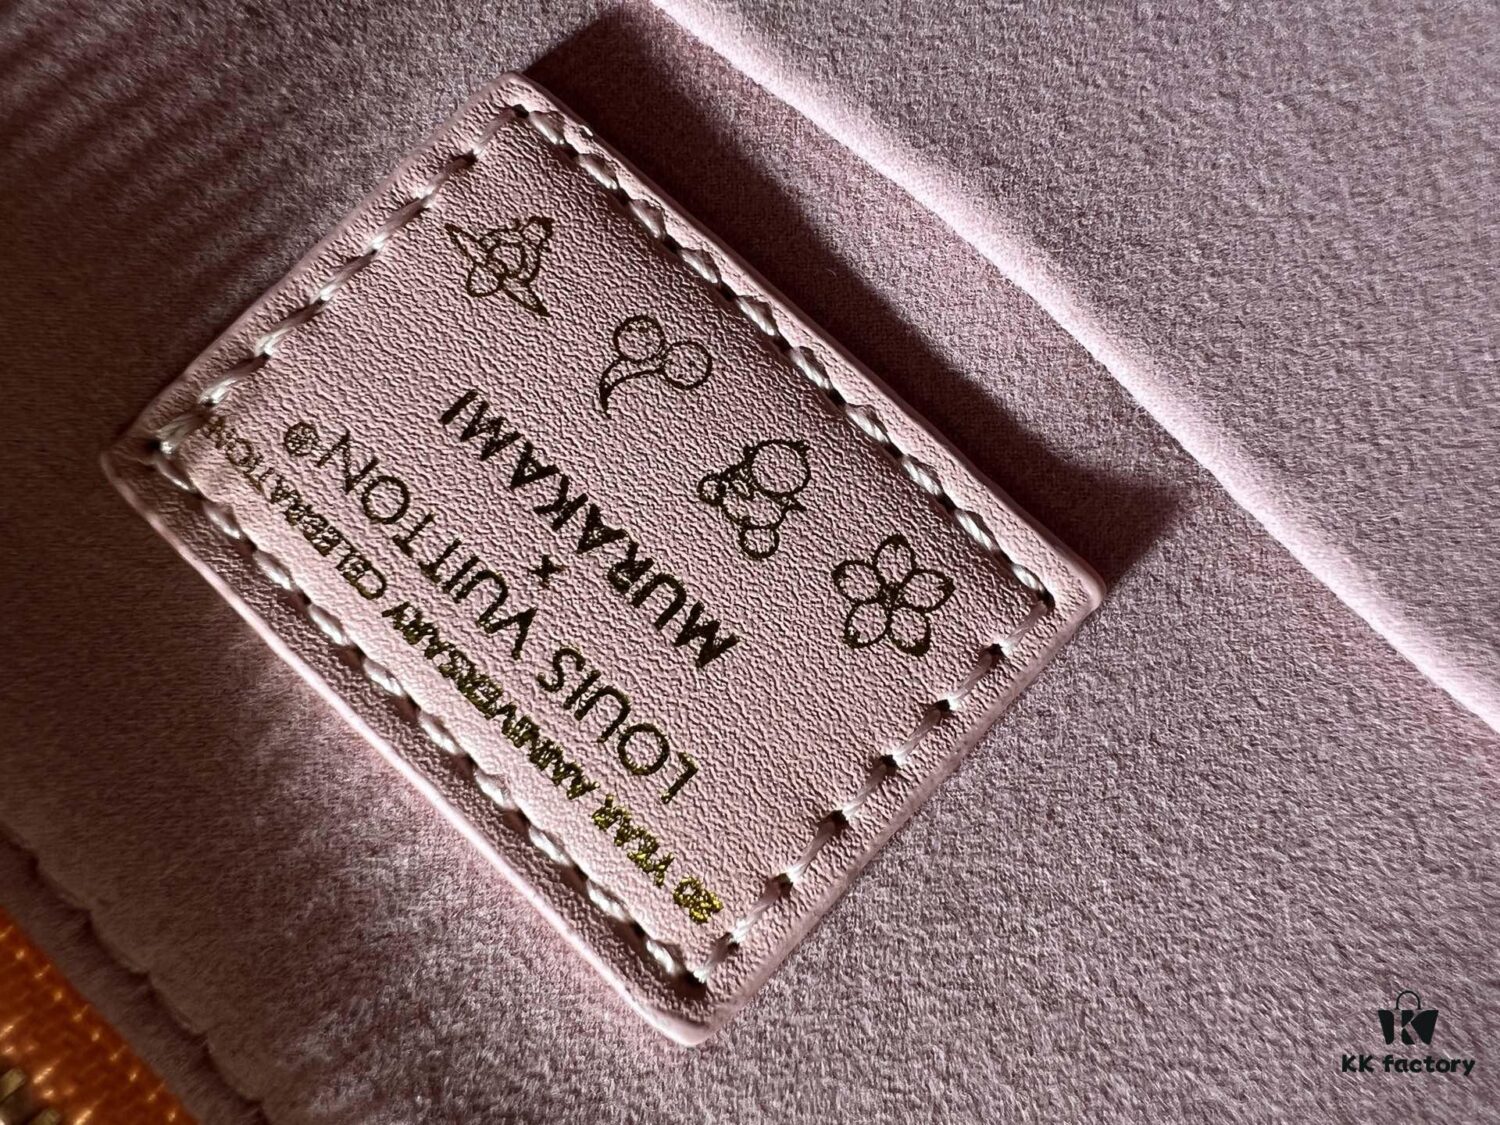 20 YEAR ANNIVERSARY CELEBRATION
LOUIS VUITTON®
×
MURAKAMI
KK factory